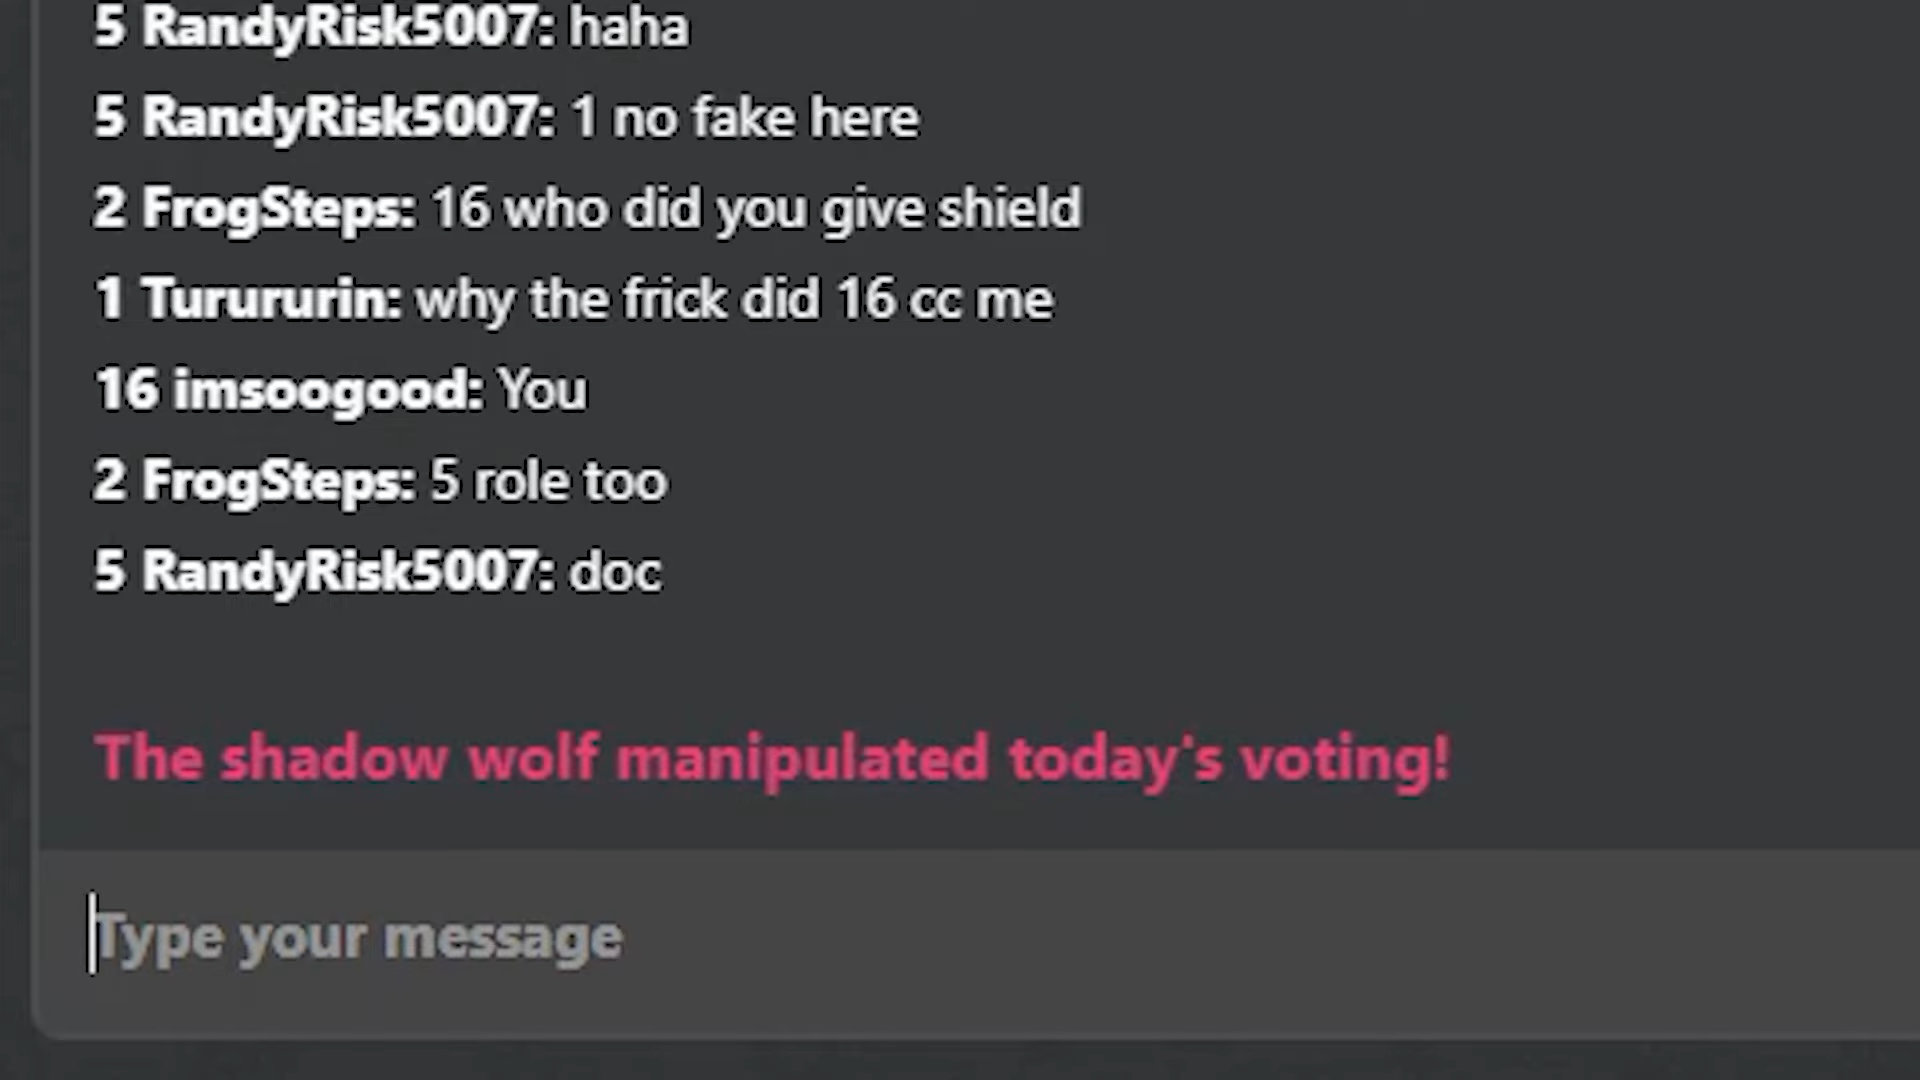 5 RandyRisk5007: haha
5 RandyRisk5007: 1 no fake here
2 FrogSteps: 16 who did you give shield
1 Turururin: why the frick did 16 cc me
16 imsoogood: You
2 FrogSteps: 5 role too
5 RandyRisk5007: doc
The shadow wolf manipulated today's voting!
Type your message